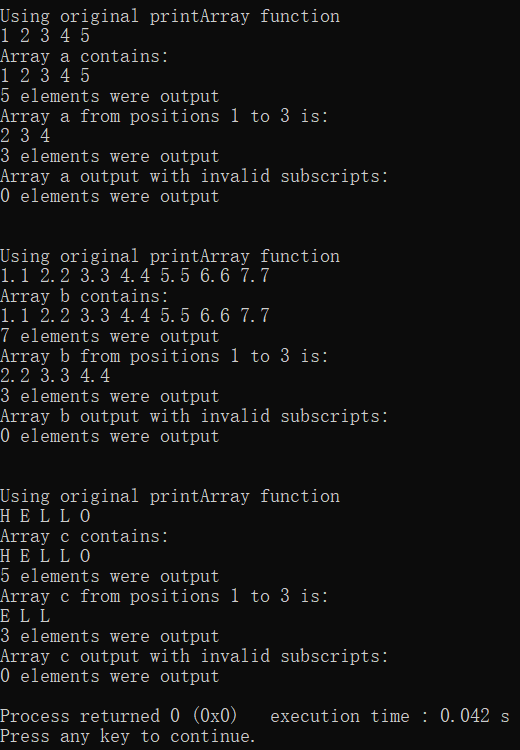 Using original printArray function
1 2 3 4 5
Array a contains:
1 2 3 4 5
5 elements were output
Array a from positions 1 to 3 is:
2 3 4
3 elements were output
Array a output with invalid subscripts:
0 elements were output
Using original printArray function
1.1 2.2 3.3 4.4 5.5 6.6 7.7
Array b contains:
1.1 2.2 3.3 4.4 5.5 6.6 7.7
7 elements were output
Array b from positions 1 to 3 is:
2.2 3.3 4.4
3 elements were output
Array b output with invalid subscripts:
0 elements were output
Using original printArray function
H E L L O
Array c contains:
H E L L O
5 elements were output
Array c from positions 1 to 3 is:
E L L
3 elements were output
Array c output with invalid subscripts:
0 elements were output
Process returned 0 (0x0)   execution time : 0.042 s
Press any key to continue.